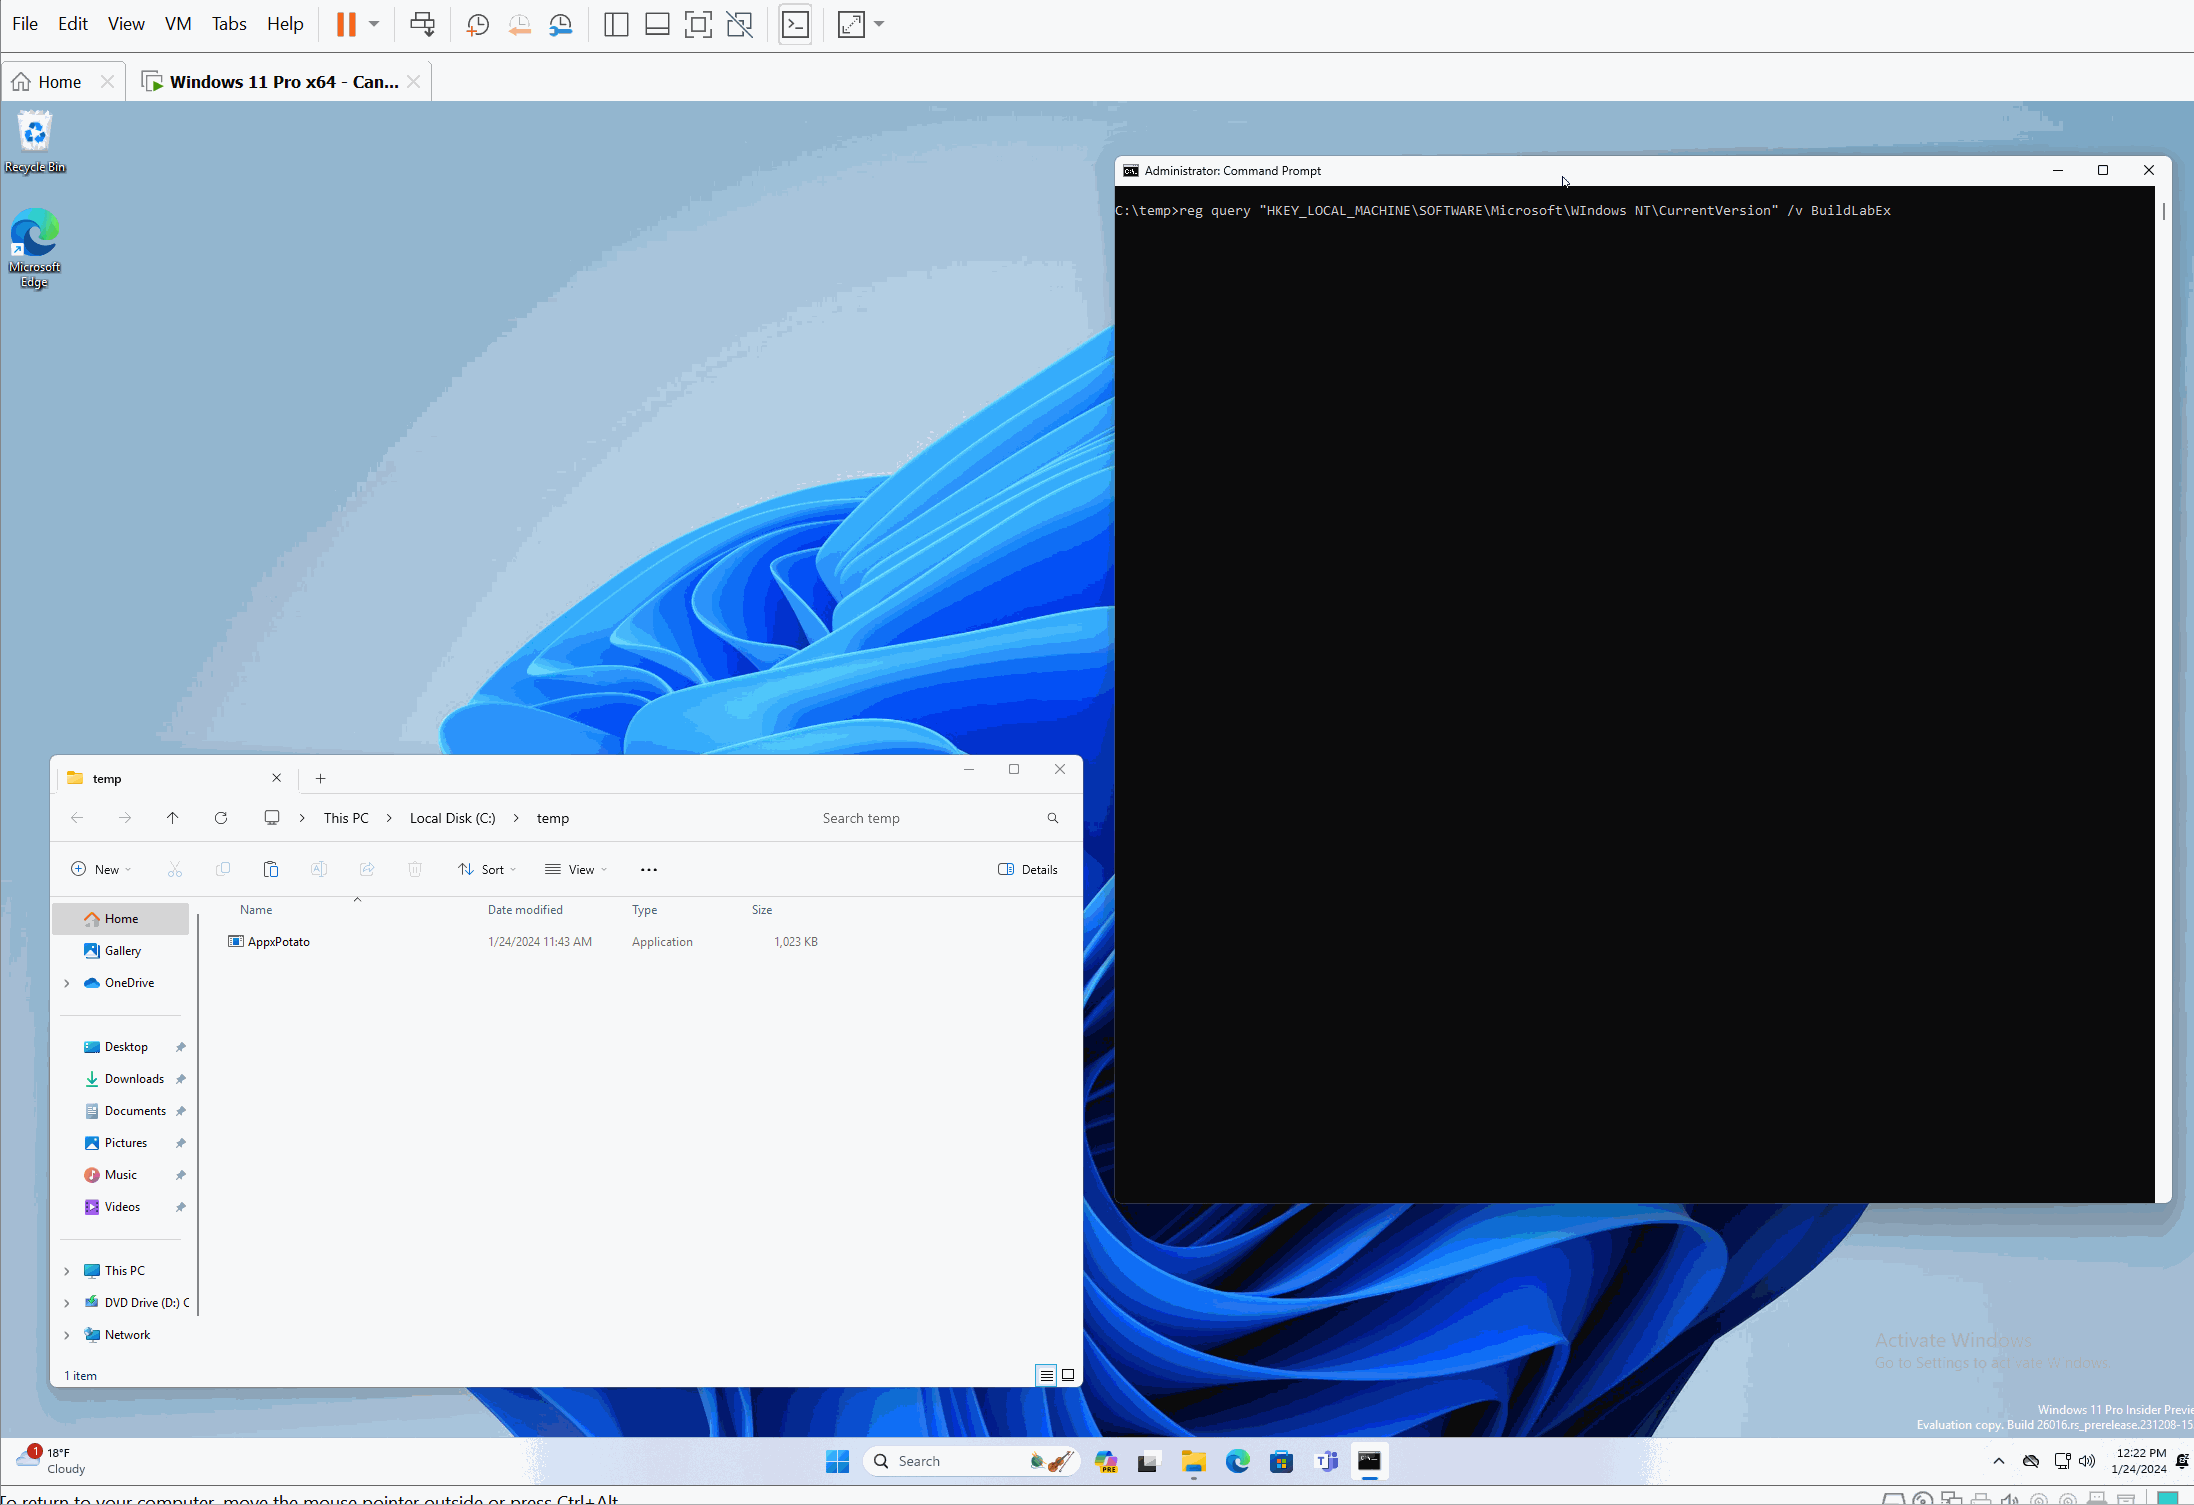 File Edit View VM Tabs Help
Home
Windows 11 Pro x64 - Can...
Recycle Bin
Microsoft
Edge
Administrator: Command Prompt
C:\temp>reg query "HKEY_LOCAL_MACHINE\SOFTWARE\Microsoft\WIndows NT\CurrentVersion" /v BuildLabEx
temp
This PC > Local Disk (C:) > temp
Search temp
New
Sort
View
Details
Name Date modified Type Size
AppxPotato 1/24/2024 11:43 AM Application 1,023 KB
Home
Gallery
OneDrive
Desktop
Downloads
Documents
Pictures
Music
Videos
This PC
DVD Drive (D:) C
Network
1 item
Activate Windows
Go to Settings to activate Windows.
Windows 11 Pro Insider Previe
Evaluation copy. Build 26016.rs_prerelease.231208-15
1
18°F
Cloudy
Search
PRE
12:22 PM
1/24/2024
To return to your computer, move the mouse pointer outside or press Ctrl+Alt.